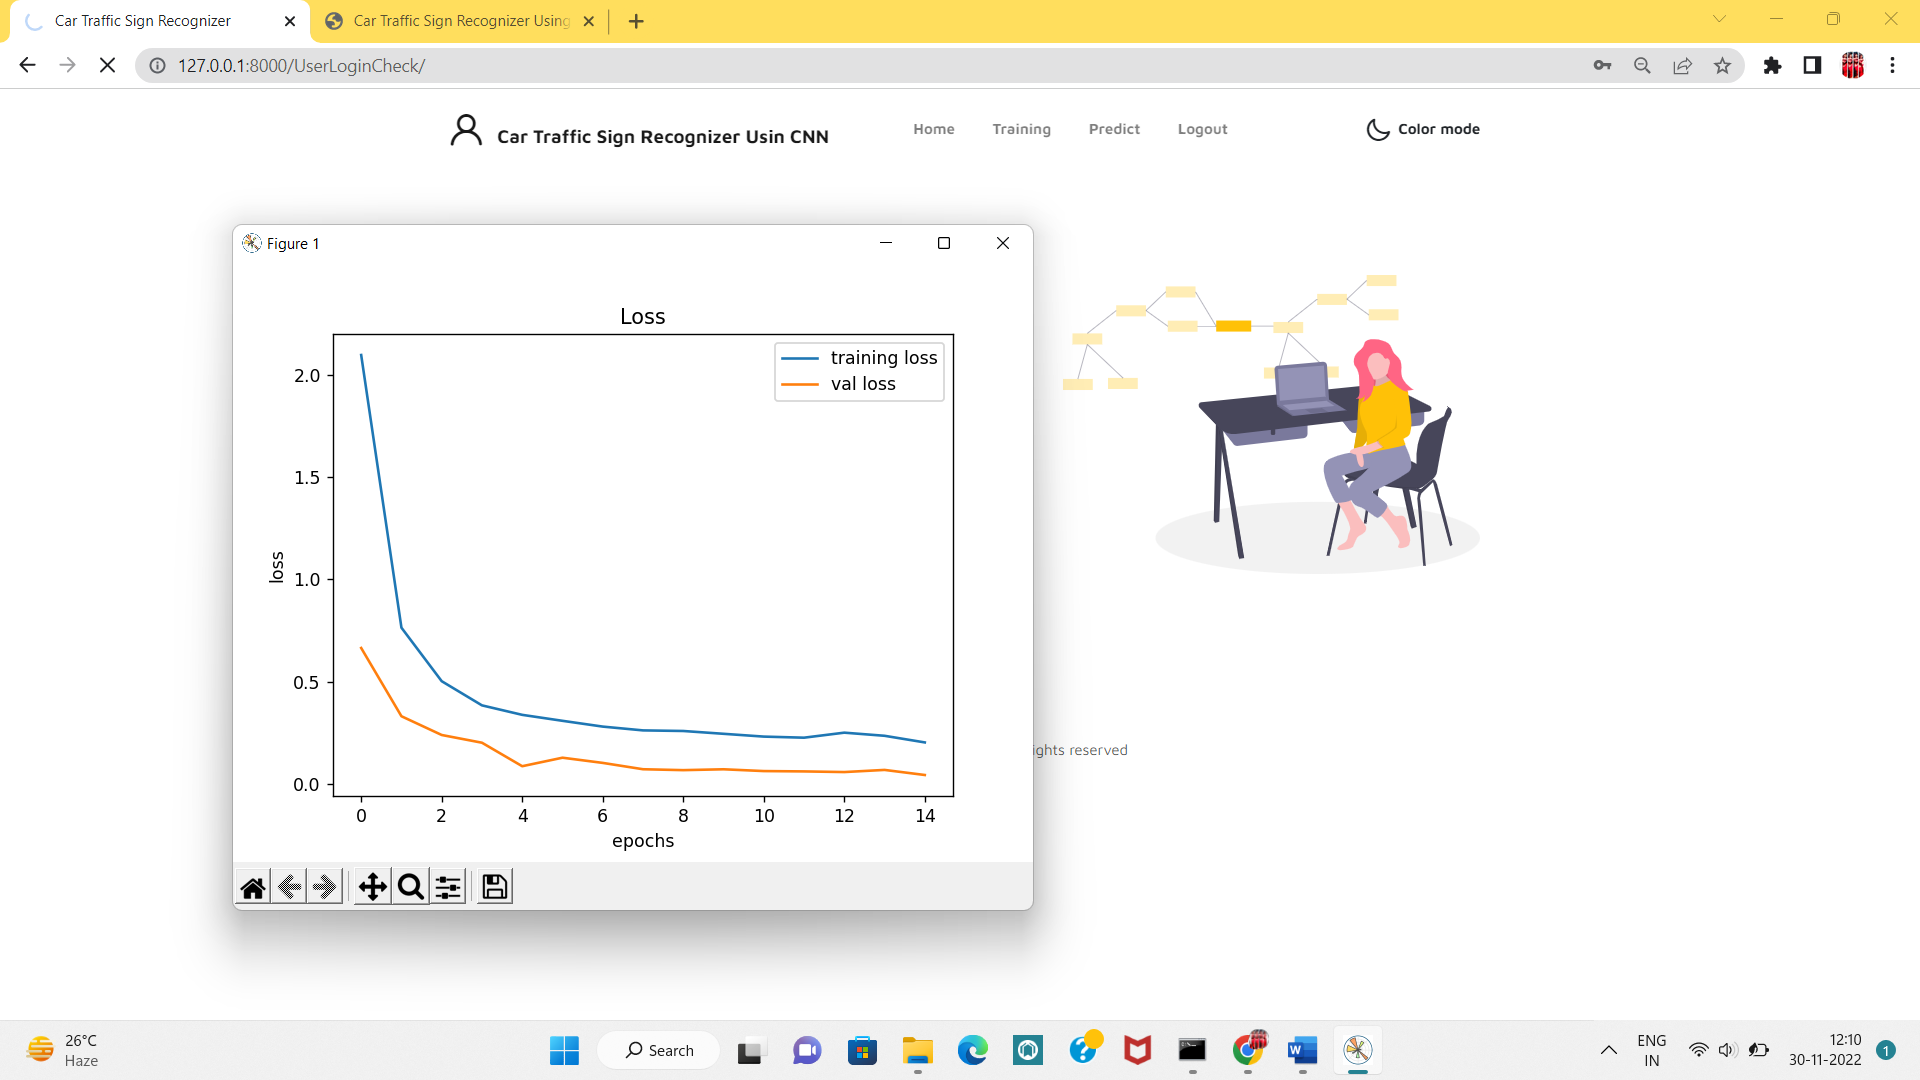 Car Traffic Sign Recognizer
Car Traffic Sign Recognizer Using
127.0.0.1:8000/UserLoginCheck/
Car Traffic Sign Recognizer Usin CNN
Home
Training
Predict
Logout
Color mode
Figure 1
Loss
training loss
val loss
2.0
1.5
1.0
0.5
0.0
loss
0 2 4 6 8 10 12 14
epochs
ights reserved
26°C
Haze
Search
ENG
IN
12:10
30-11-2022
1